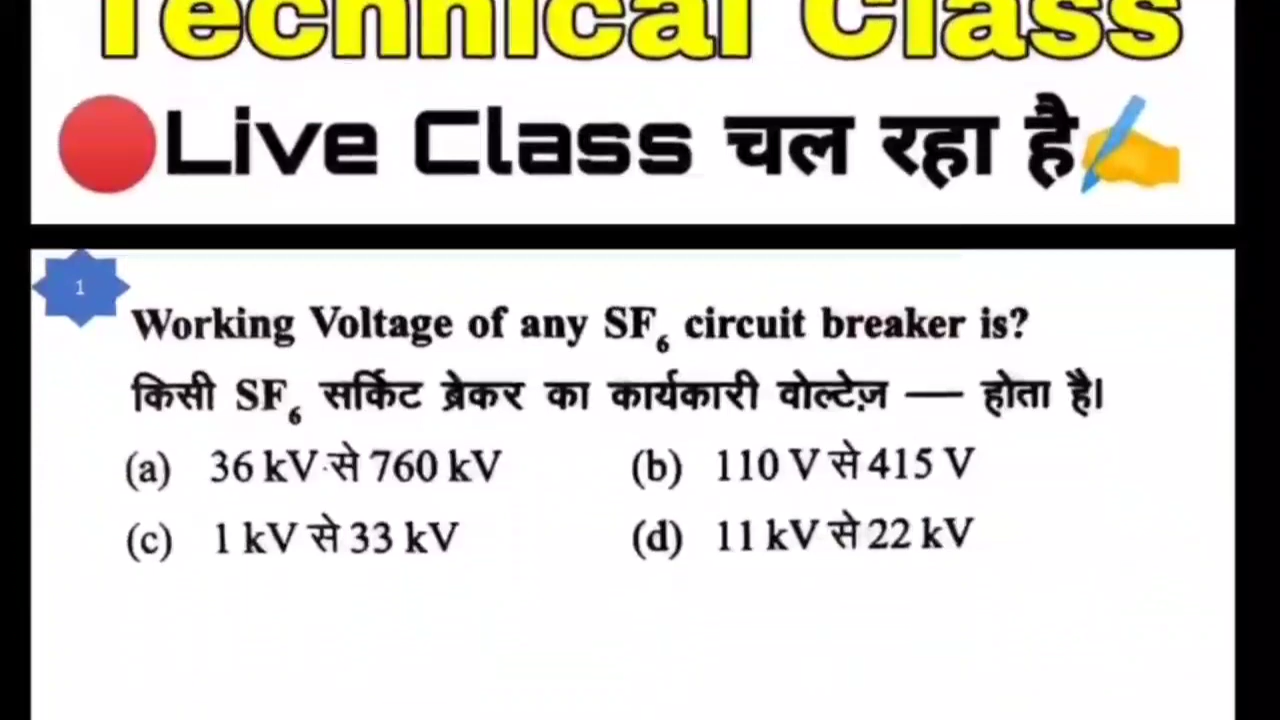 Technical Class
Live Class चल रहा है
1
Working Voltage of any SF₆ circuit breaker is?
किसी SF₆ सर्किट ब्रेकर का कार्यकारी वोल्टेज़ — होता है।
(a) 36 kV से 760 kV (b) 110 V से 415 V
(c) 1 kV से 33 kV (d) 11 kV से 22 kV